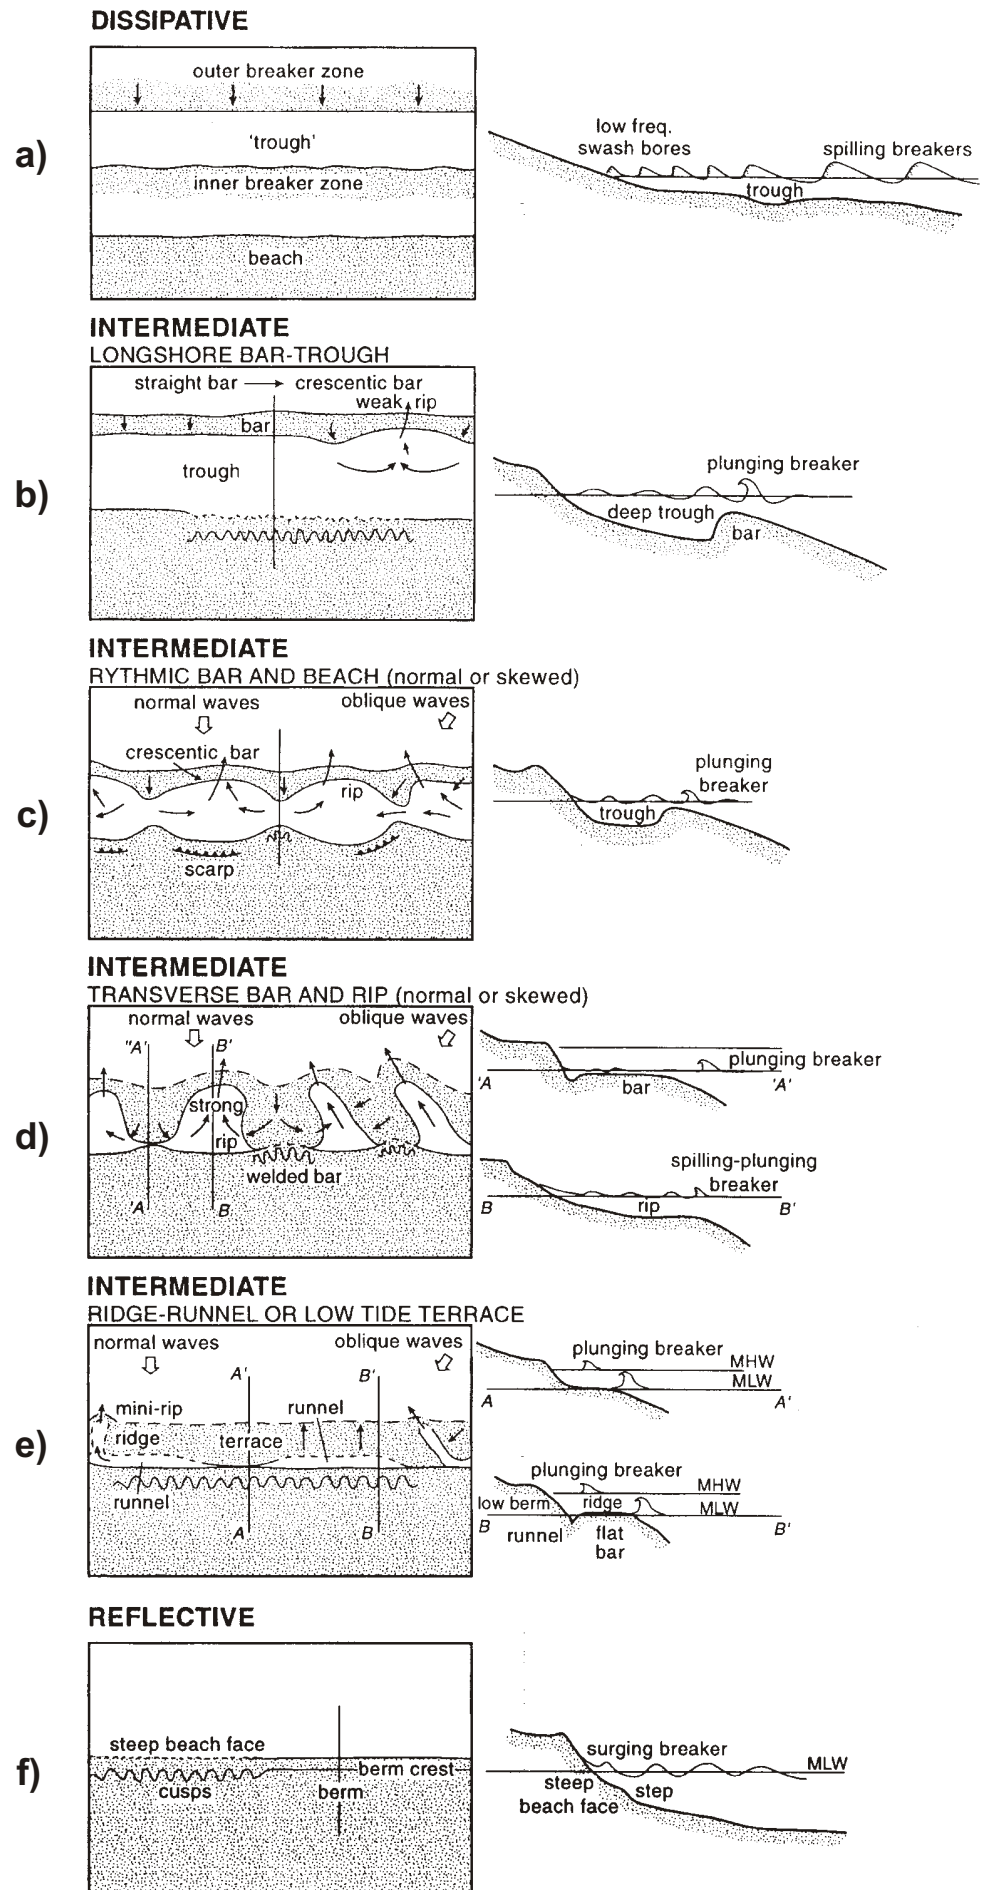 DISSIPATIVE
a)
outer breaker zone
'trough'
inner breaker zone
beach
low freq.
swash bores
spilling breakers
trough
INTERMEDIATE
LONGSHORE BAR-TROUGH
b)
straight bar → crescentic bar
weak rip
bar
trough
plunging breaker
deep trough
bar
INTERMEDIATE
RYTHMIC BAR AND BEACH (normal or skewed)
c)
normal waves
oblique waves
crescentic bar
rip
scarp
plunging
breaker
trough
INTERMEDIATE
TRANSVERSE BAR AND RIP (normal or skewed)
d)
normal waves
oblique waves
"A'
B'
strong
rip
welded bar
'A
B
plunging breaker
'A
bar
'A'
spilling-plunging
breaker
B
rip
B'
INTERMEDIATE
RIDGE-RUNNEL OR LOW TIDE TERRACE
e)
normal waves
oblique waves
A'
B'
mini-rip
runnel
ridge
terrace
runnel
A
B
plunging breaker
MHW
MLW
A
A'
plunging breaker
MHW
low berm
ridge
MLW
B
runnel
flat
bar
B'
REFLECTIVE
f)
steep beach face
berm crest
cusps
berm
surging breaker
MLW
steep
beach face
step